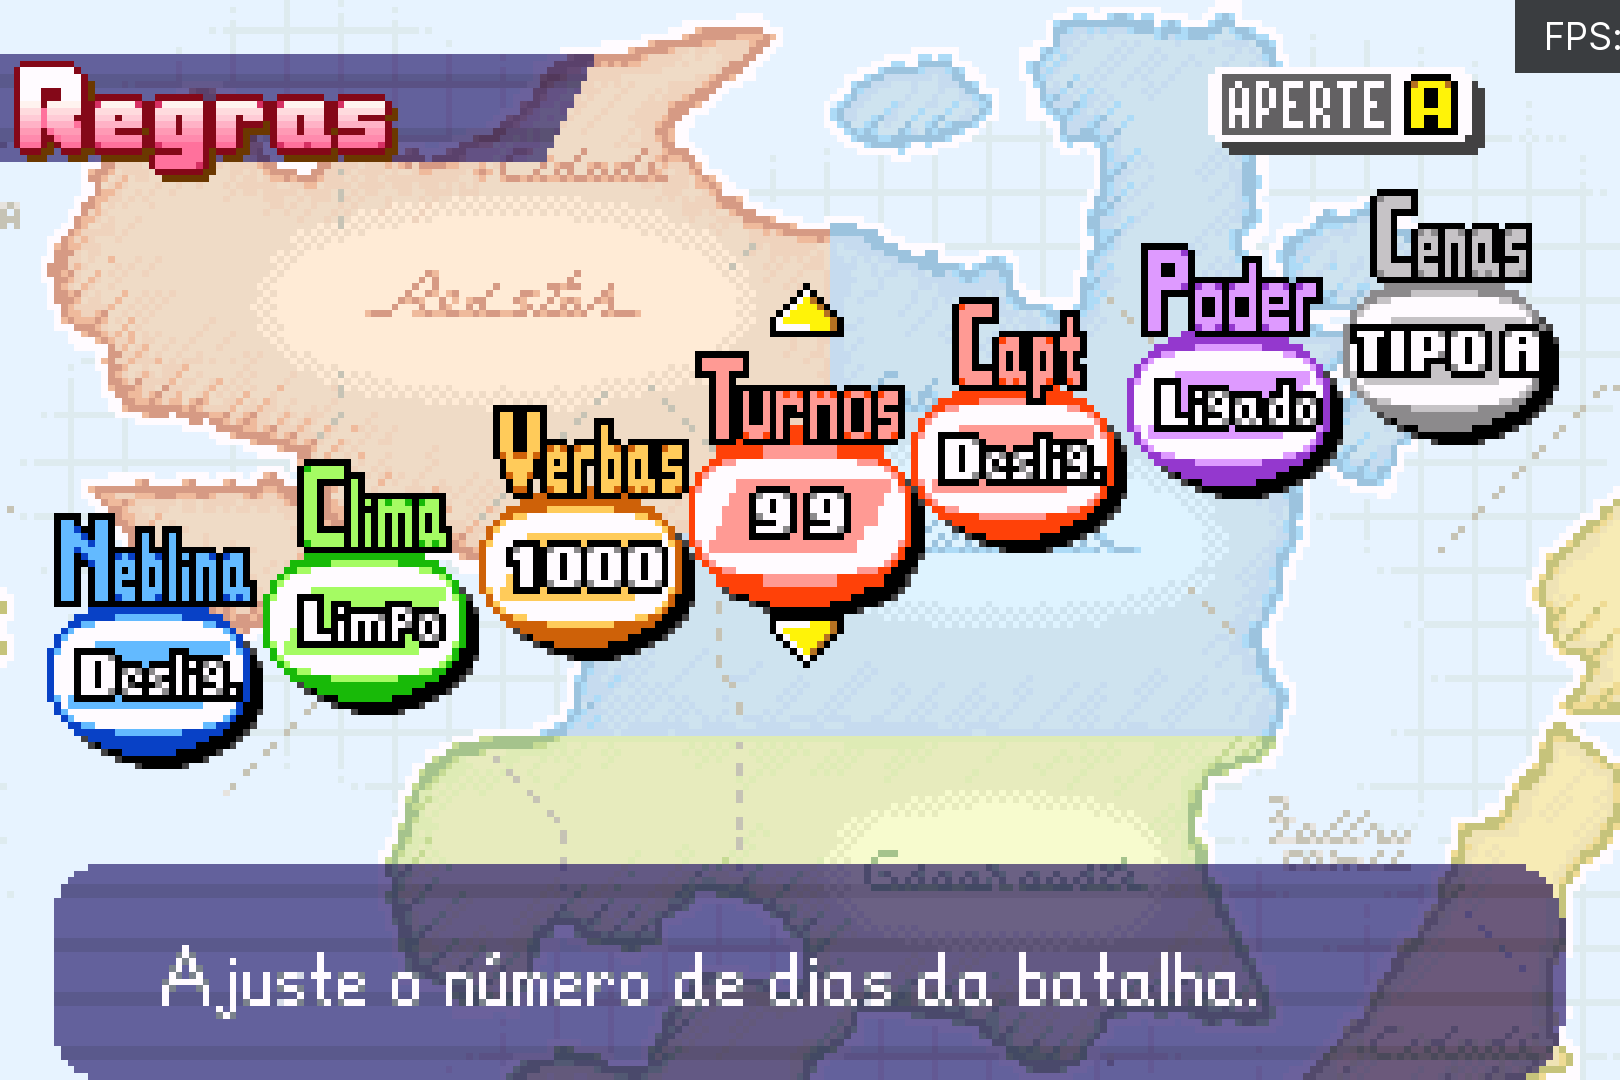 FPS:
Regras
APERTE A
Neblina
Deslig.
Clima
Limpo
Verbas
1000
Turnos
99
Capt
Deslig.
Poder
Ligado
Cenas
TIPO A
Ajuste o número de dias da batalha.